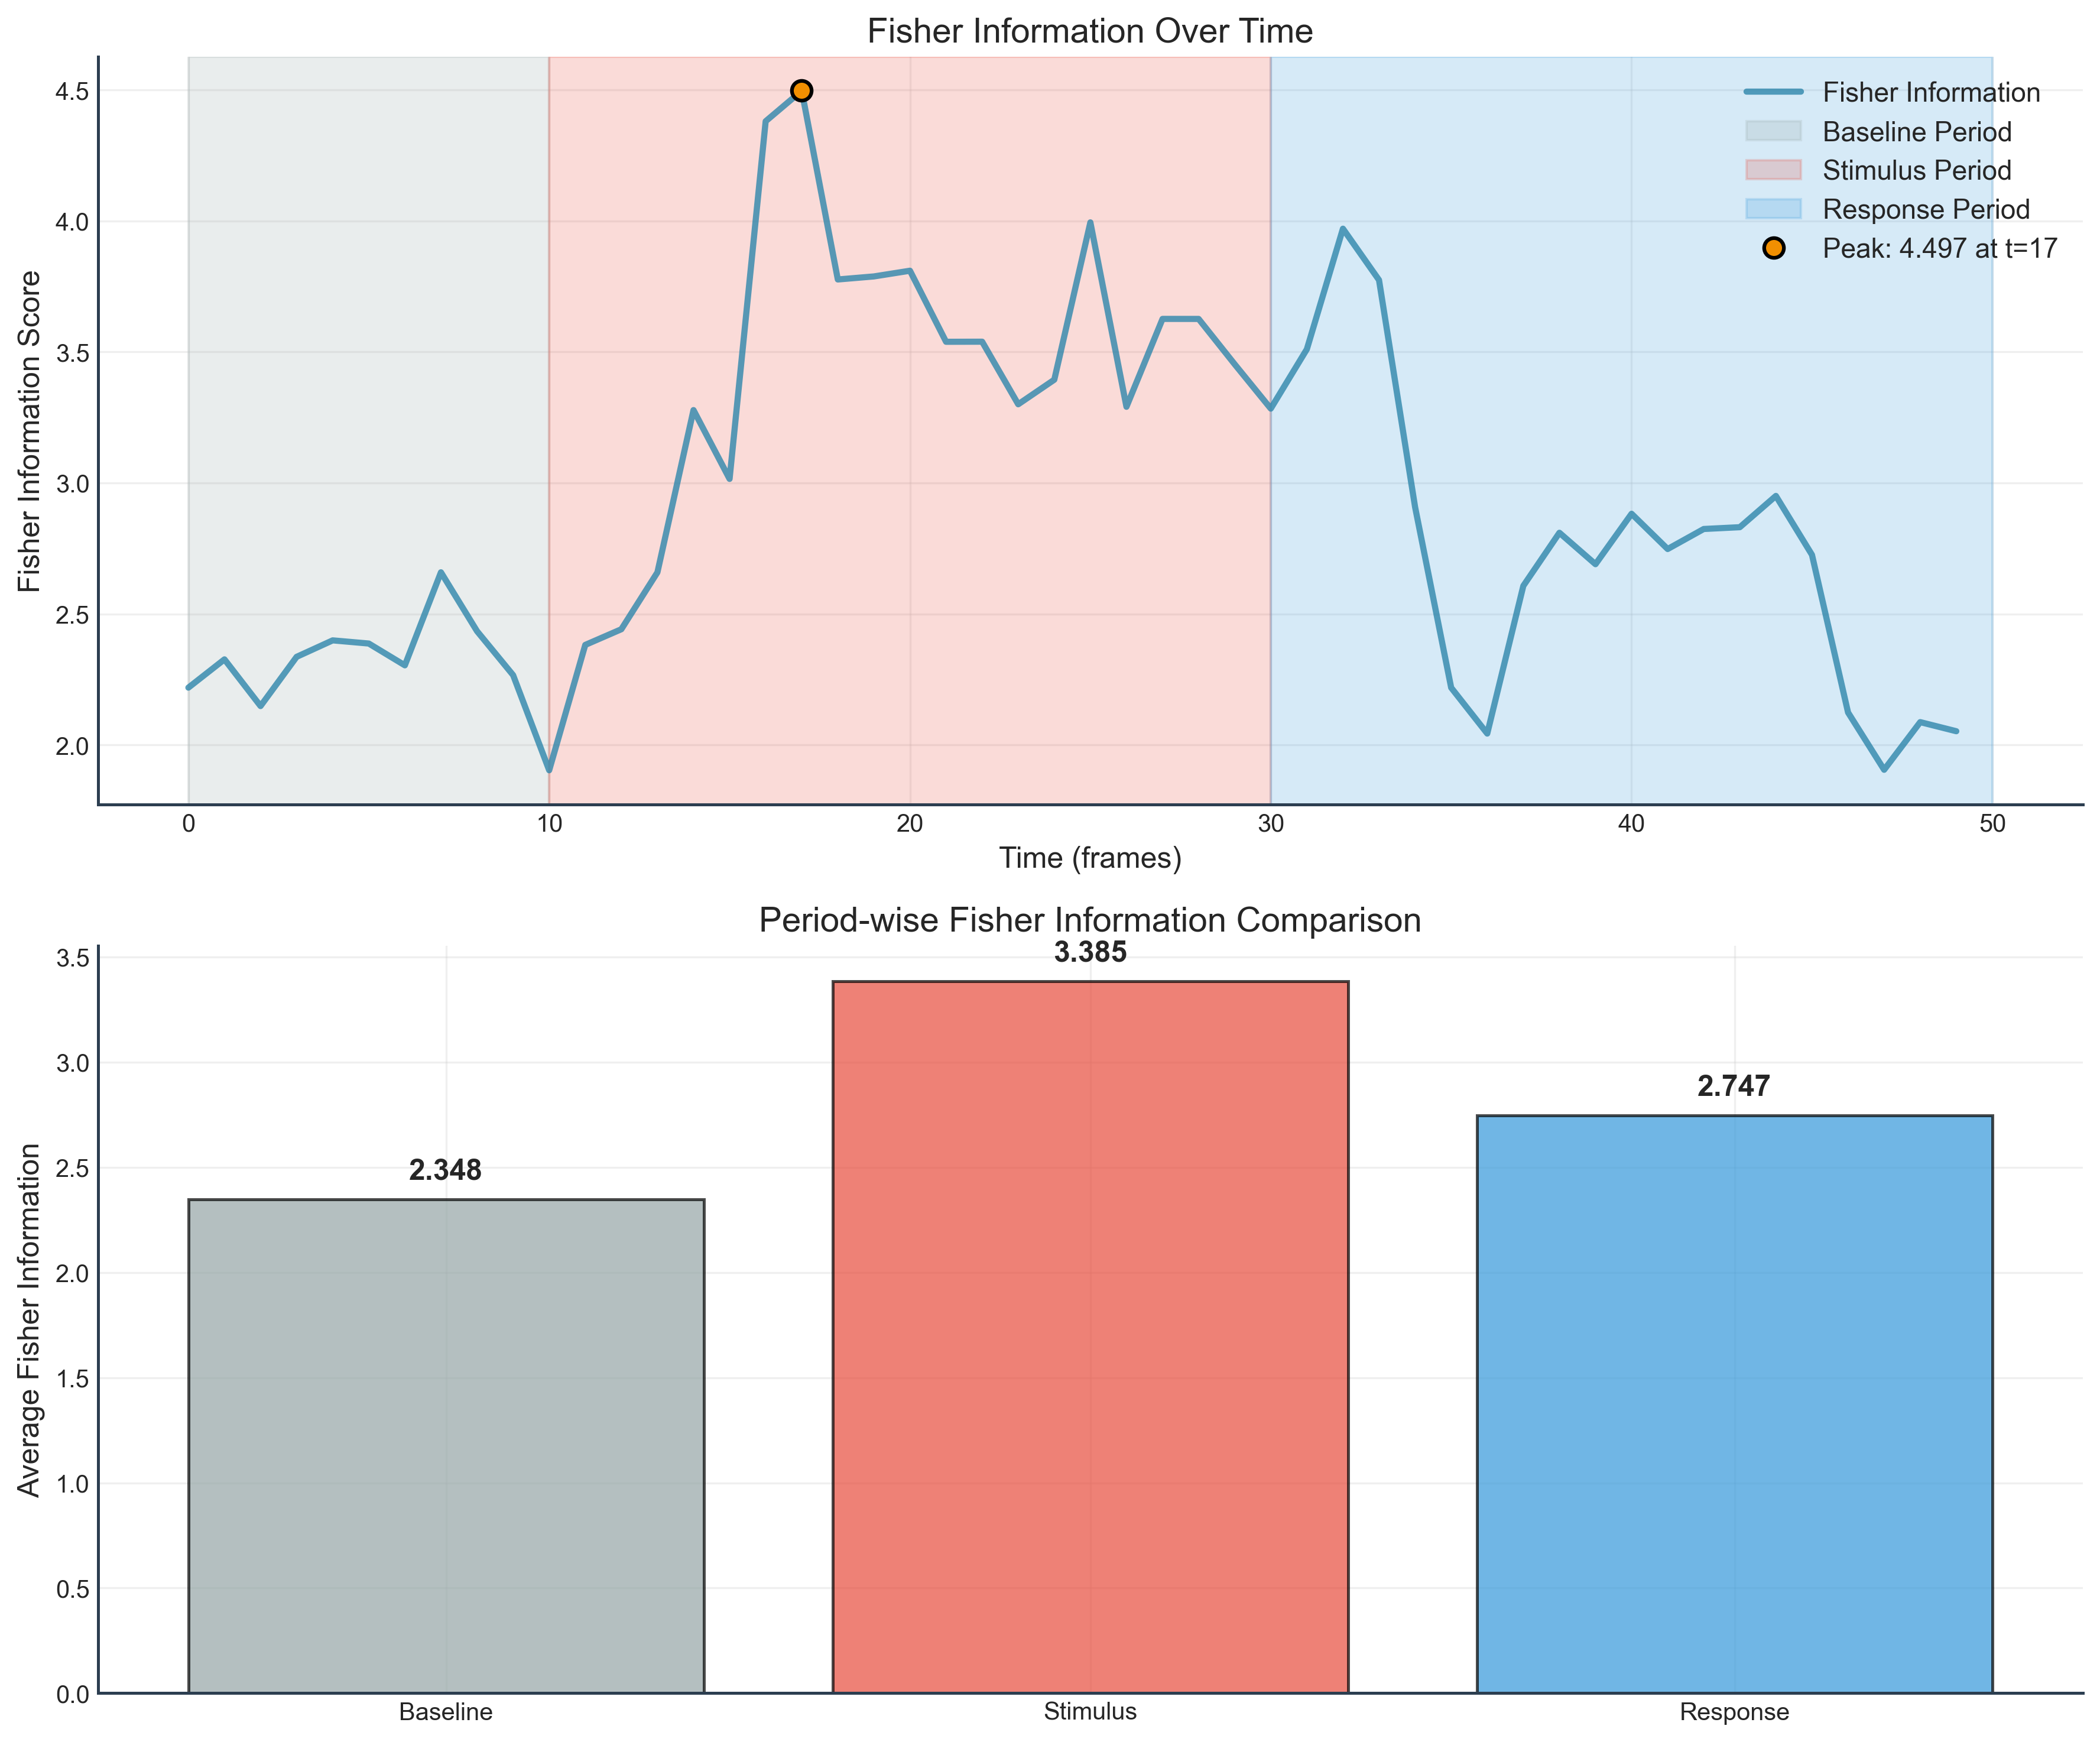 Fisher Information Over Time
Fisher Information Score
4.5
4.0
3.5
3.0
2.5
2.0
Fisher Information
Baseline Period
Stimulus Period
Response Period
Peak: 4.497 at t=17
0 10 20 30 40 50
Time (frames)
Period-wise Fisher Information Comparison
Average Fisher Information
3.5
3.0
2.5
2.0
1.5
1.0
0.5
0.0
2.348
3.385
2.747
Baseline Stimulus Response